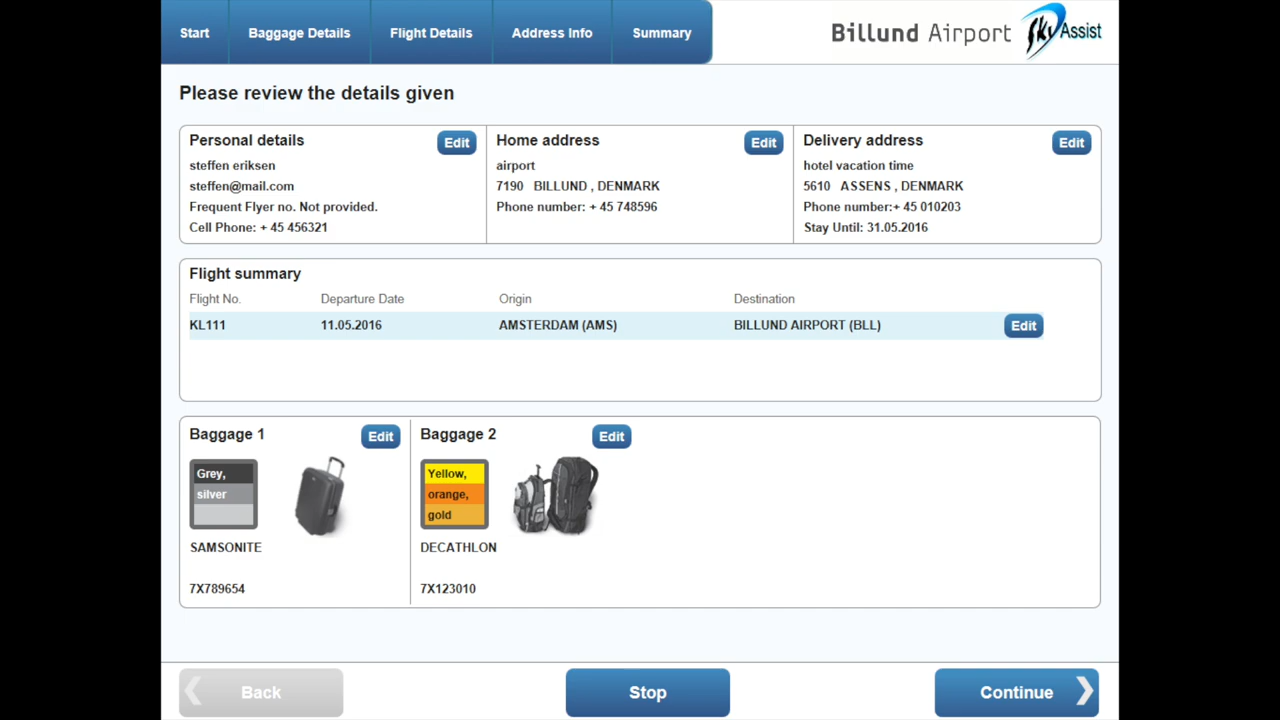 Start Baggage Details Flight Details Address Info Summary
Billund Airport Sky Assist
Please review the details given
Personal details Edit
steffen eriksen
steffen@mail.com
Frequent Flyer no. Not provided.
Cell Phone: + 45 456321
Home address Edit
airport
7190 BILLUND , DENMARK
Phone number: + 45 748596
Delivery address Edit
hotel vacation time
5610 ASSENS , DENMARK
Phone number:+ 45 010203
Stay Until: 31.05.2016
Flight summary
Flight No. Departure Date Origin Destination
KL111 11.05.2016 AMSTERDAM (AMS) BILLUND AIRPORT (BLL) Edit
Baggage 1 Edit
Grey,
silver
SAMSONITE
7X789654
Baggage 2 Edit
Yellow,
orange,
gold
DECATHLON
7X123010
Back Stop Continue